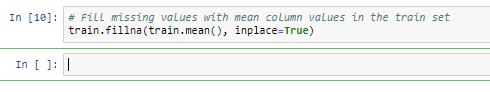 In [10]: # Fill missing values with mean column values in the train set
train.fillna(train.mean(), inplace=True)
In [ ]: